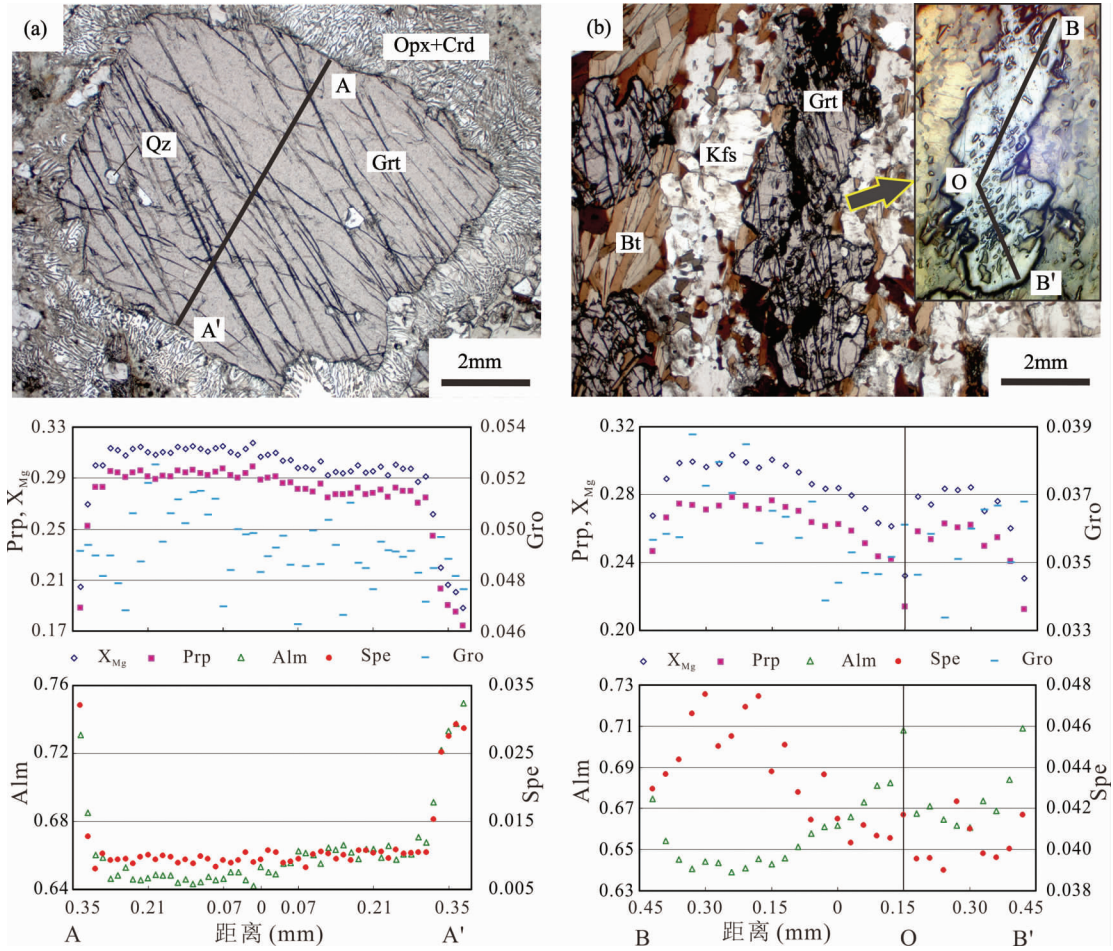 (a)
Opx+Crd
A
Qz
Grt
A'
2mm
(b)
Grt
Kfs
Bt
B
O
B'
2mm
0.33
0.29
0.25
0.21
0.17
Prp, X_Mg
0.054
0.052
0.050
0.048
0.046
Gro
X_Mg Prp Alm Spe Gro
0.76
0.72
0.68
0.64
Alm
0.035
0.025
0.015
0.005
Spe
0.35 0.21 0.07 0 0.07 0.21 0.35
A 距离 (mm) A'
0.32
0.28
0.24
0.20
Prp, X_Mg
0.039
0.037
0.035
0.033
Gro
X_Mg Prp Alm Spe Gro
0.73
0.71
0.69
0.67
0.65
0.63
Alm
0.048
0.046
0.044
0.042
0.040
0.038
Spe
0.45 0.30 0.15 0 0.15 0.30 0.45
B 距离 (mm) O B'